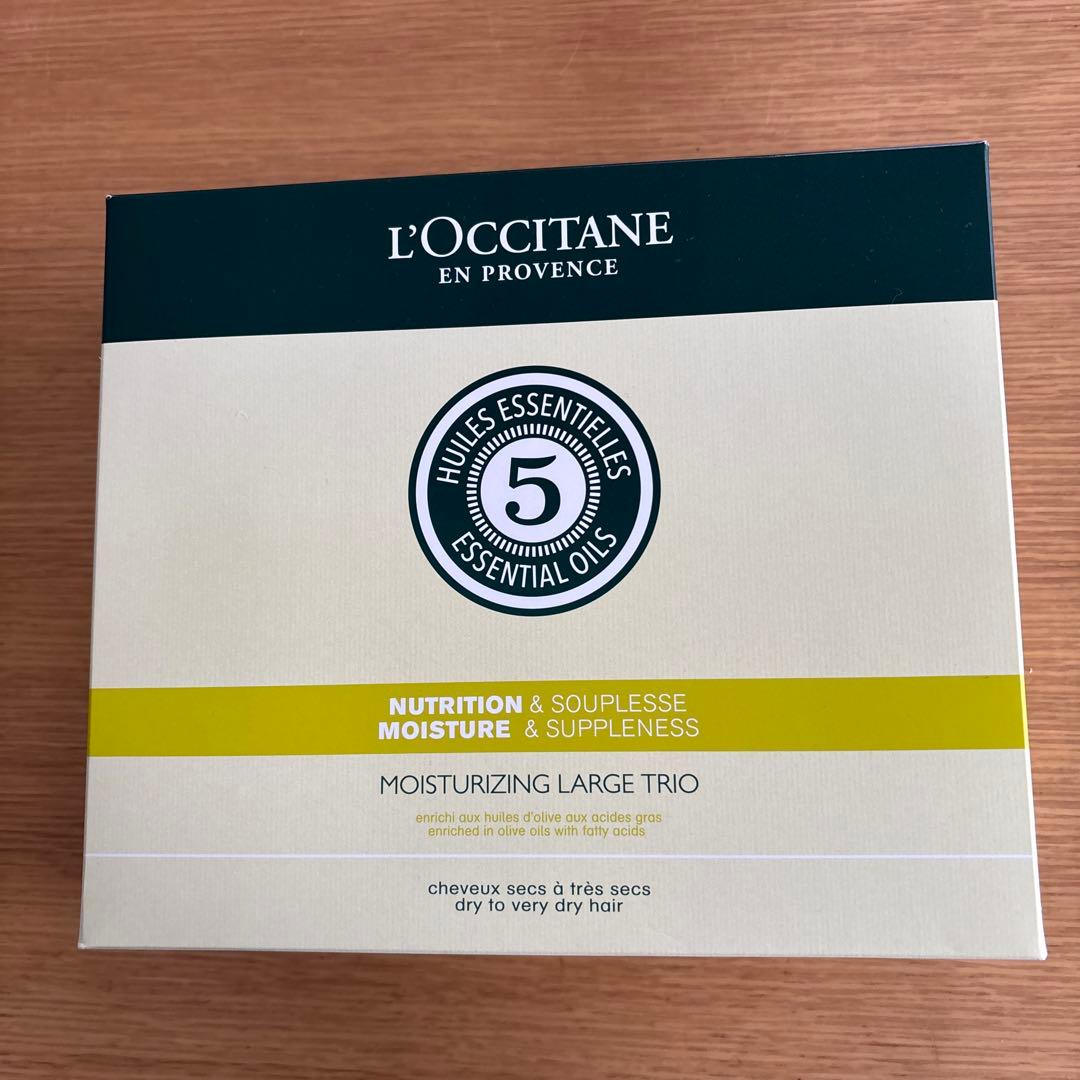 L'OCCITANE
EN PROVENCE
HUILES ESSENTIELLES
5
ESSENTIAL OILS
NUTRITION & SOUPLESSE
MOISTURE & SUPPLENESS
MOISTURIZING LARGE TRIO
enrichi aux huiles d'olive aux acides gras
enriched in olive oils with fatty acids
cheveux secs à très secs
dry to very dry hair